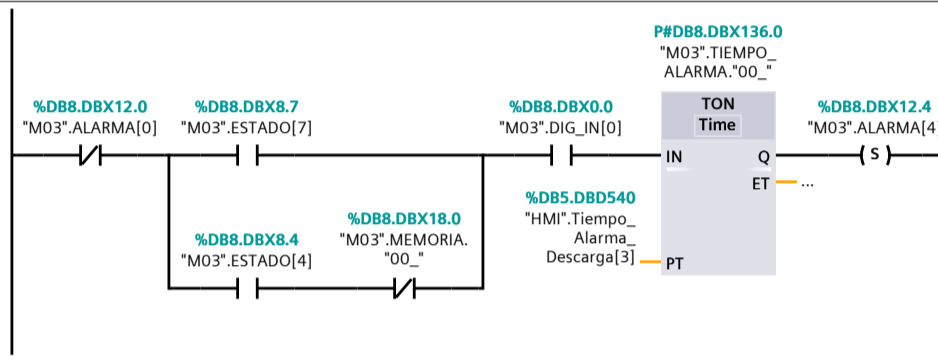 P#DB8.DBX136.0
"M03".TIEMPO_
ALARMA."00_"
%DB8.DBX12.0
"M03".ALARMA[0]
%DB8.DBX8.7
"M03".ESTADO[7]
%DB8.DBX0.0
"M03".DIG_IN[0]
TON
Time
%DB8.DBX12.4
"M03".ALARMA[4]
IN
Q
S
ET
...
%DB5.DBD540
"HMI".Tiempo_
Alarma_
Descarga[3]
PT
%DB8.DBX8.4
"M03".ESTADO[4]
%DB8.DBX18.0
"M03".MEMORIA.
"00_"